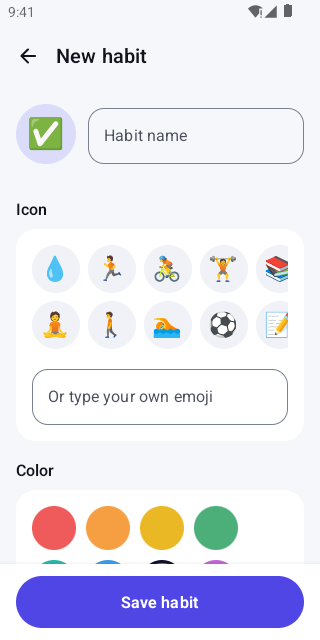 9:41
New habit
Habit name
Icon
Or type your own emoji
Color
Save habit